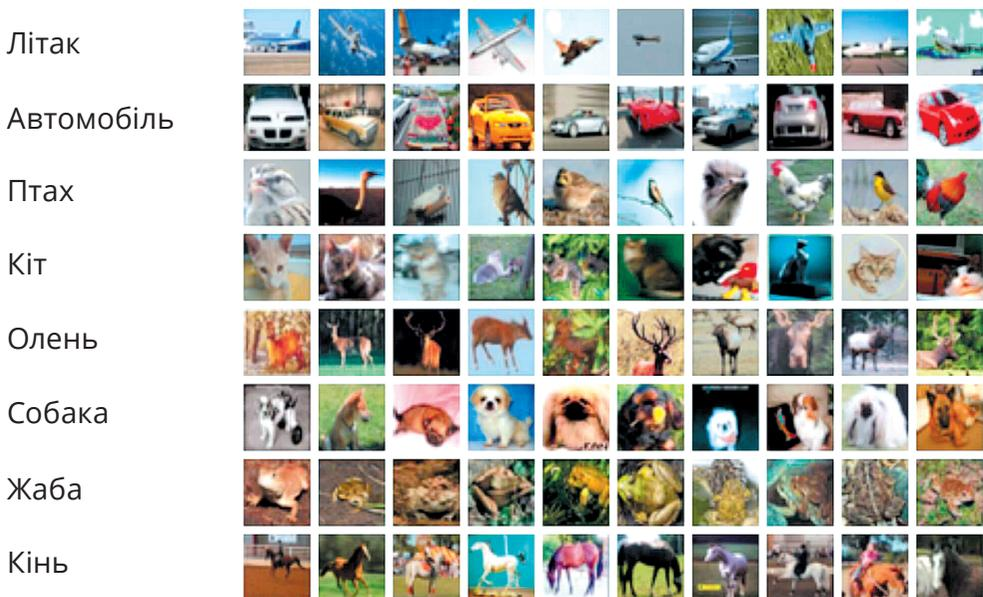 Літак
Автомобіль
Птах
Кіт
Олень
Собака
Жаба
Кінь